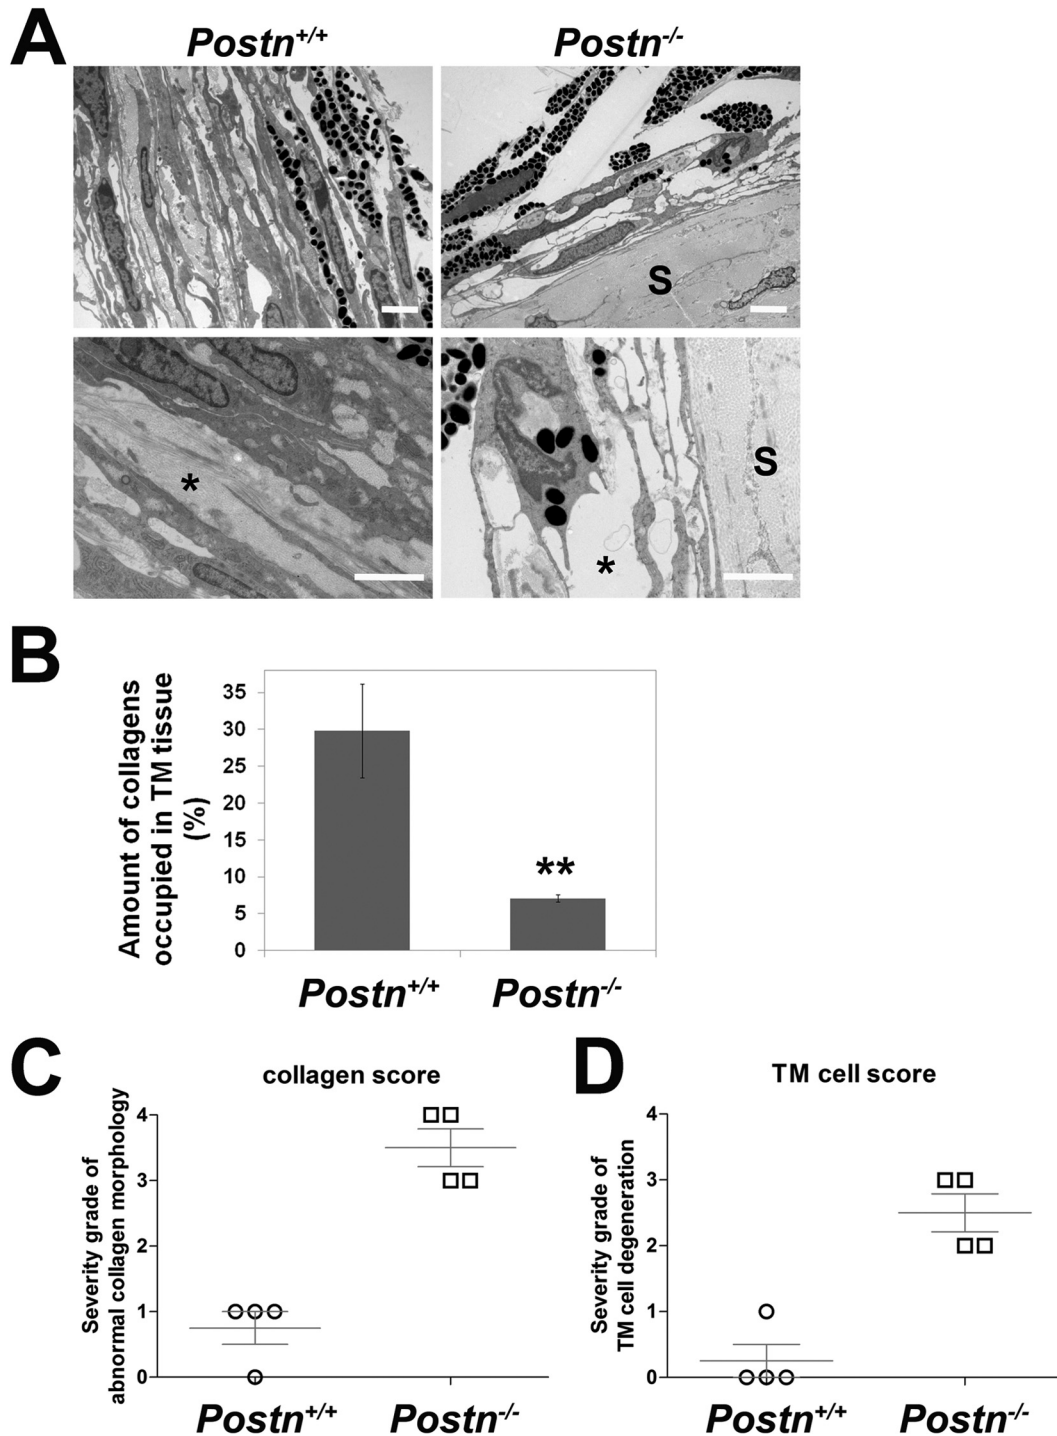 A
Postn+/+ Postn-/-
S
* * S
B
Amount of collagens
occupied in TM tissue
(%)
35
30
25
20
15
10
5
0
**
Postn+/+ Postn-/-
C
collagen score
Severity grade of
abnormal collagen morphology
4
3
2
1
0
Postn+/+ Postn-/-
D
TM cell score
Severity grade of
TM cell degeneration
4
3
2
1
0
Postn+/+ Postn-/-